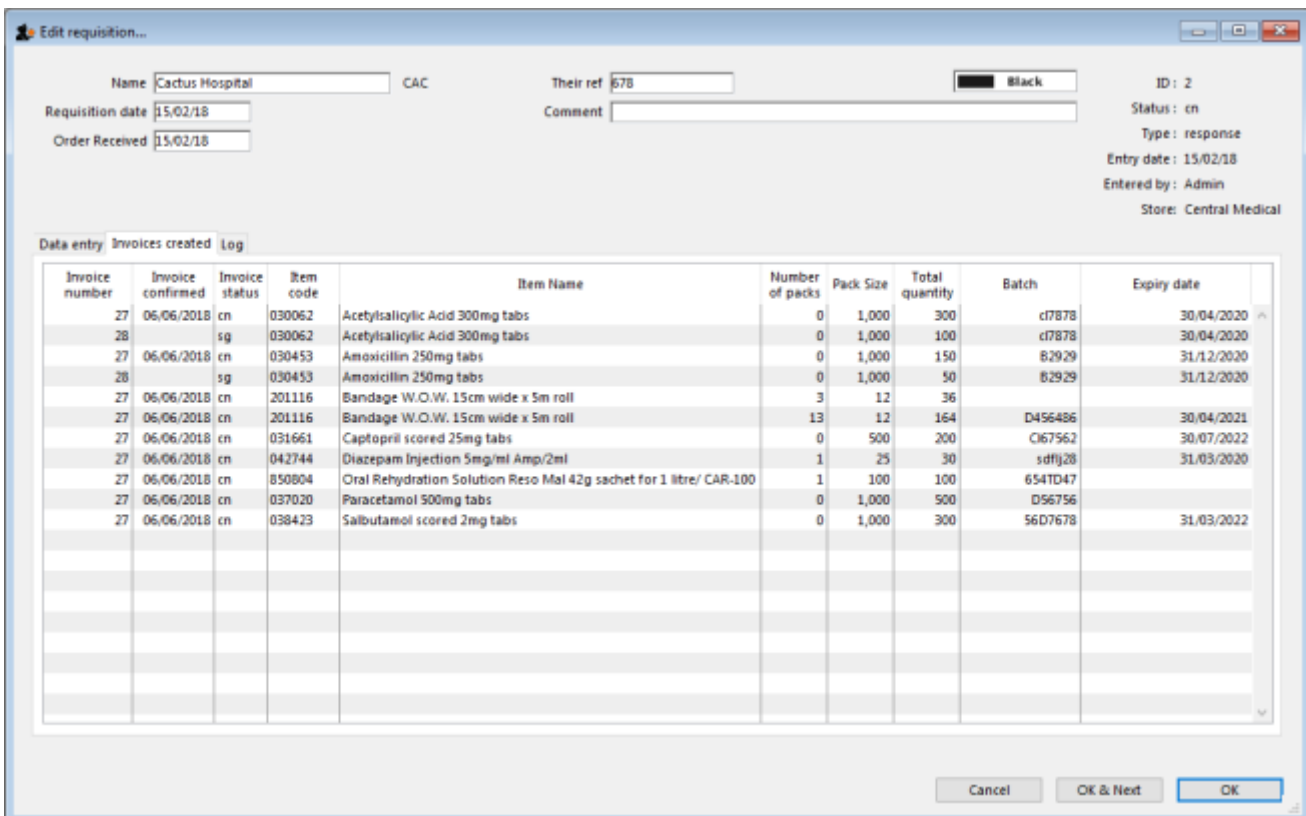 Edit requisition...
Name Cactus Hospital CAC Their ref 678 Black ID : 2
Requisition date 15/02/18 Comment Status : cn
Order Received 15/02/18 Type : response
Entry date : 15/02/18
Entered by : Admin
Store: Central Medical
Data entry Invoices created Log
Invoice number Invoice confirmed Invoice status Item code Item Name Number of packs Pack Size Total quantity Batch Expiry date
27 06/06/2018 cn 030062 Acetylsalicylic Acid 300mg tabs 0 1,000 300 cl7878 30/04/2020
28 sg 030062 Acetylsalicylic Acid 300mg tabs 0 1,000 100 cl7878 30/04/2020
27 06/06/2018 cn 030453 Amoxicillin 250mg tabs 0 1,000 150 B2929 31/12/2020
28 sg 030453 Amoxicillin 250mg tabs 0 1,000 50 B2929 31/12/2020
27 06/06/2018 cn 201116 Bandage W.O.W. 15cm wide x 5m roll 3 12 36
27 06/06/2018 cn 201116 Bandage W.O.W. 15cm wide x 5m roll 13 12 164 D456486 30/04/2021
27 06/06/2018 cn 031661 Captopril scored 25mg tabs 0 500 200 CI67562 30/07/2022
27 06/06/2018 cn 042744 Diazepam Injection 5mg/ml Amp/2ml 1 25 30 sdflj28 31/03/2020
27 06/06/2018 cn 850804 Oral Rehydration Solution Reso Mal 42g sachet for 1 litre/ CAR-100 1 100 100 654TD47
27 06/06/2018 cn 037020 Paracetamol 500mg tabs 0 1,000 500 D56756
27 06/06/2018 cn 038423 Salbutamol scored 2mg tabs 0 1,000 300 56D7678 31/03/2022
Cancel OK & Next OK